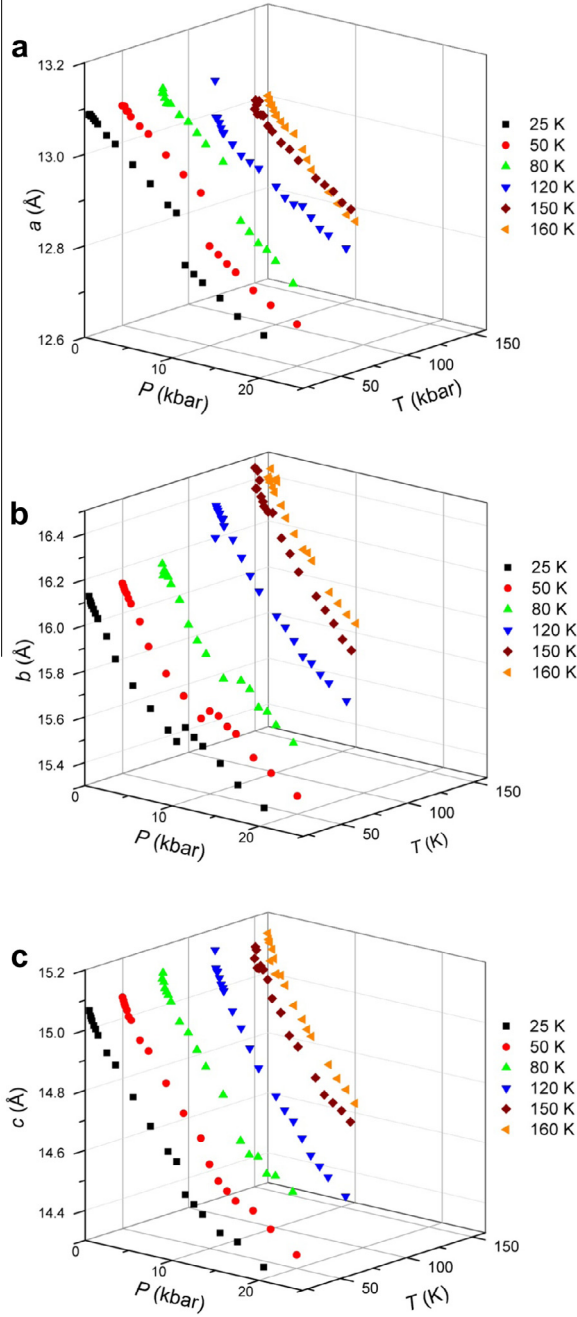 a
13.2
13.0
12.8
12.6
a (Å)
0
10
20
P (kbar)
50
100
150
T (kbar)
25 K
50 K
80 K
120 K
150 K
160 K
b
16.4
16.2
16.0
15.8
15.6
15.4
b (Å)
0
10
20
P (kbar)
50
100
150
T (K)
25 K
50 K
80 K
120 K
150 K
160 K
c
15.2
15.0
14.8
14.6
14.4
c (Å)
0
10
20
P (kbar)
50
100
150
T (K)
25 K
50 K
80 K
120 K
150 K
160 K